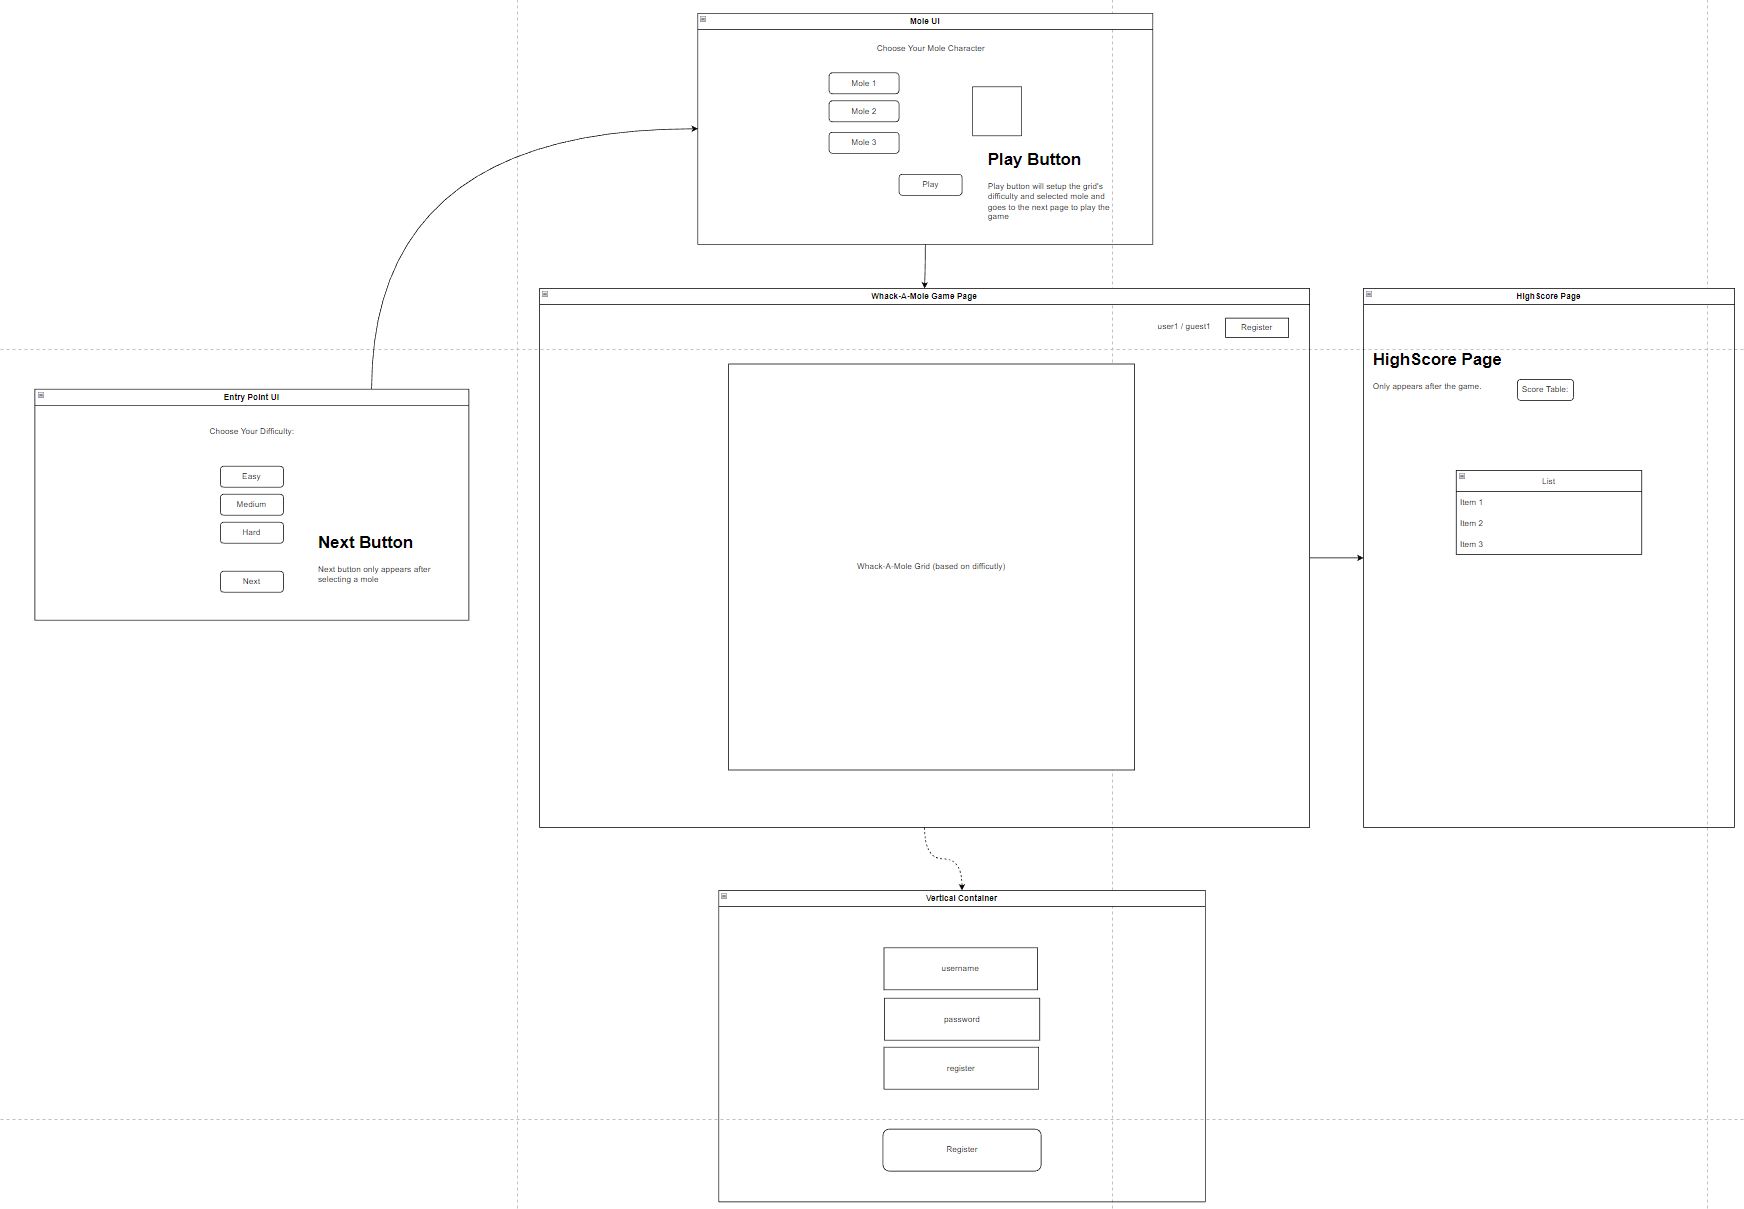 Mole UI
Choose Your Mole Character
Mole 1
Mole 2
Mole 3
Play
Play Button
Play button will setup the grid's
difficulty and selected mole and
goes to the next page to play the
game
Entry Point UI
Choose Your Difficulty:
Easy
Medium
Hard
Next
Next Button
Next button only appears after
selecting a mole
Whack-A-Mole Game Page
user1 / guest1
Register
Whack-A-Mole Grid (based on difficutly)
HighScore Page
HighScore Page
Only appears after the game.
Score Table:
List
Item 1
Item 2
Item 3
Vertical Container
username
password
register
Register